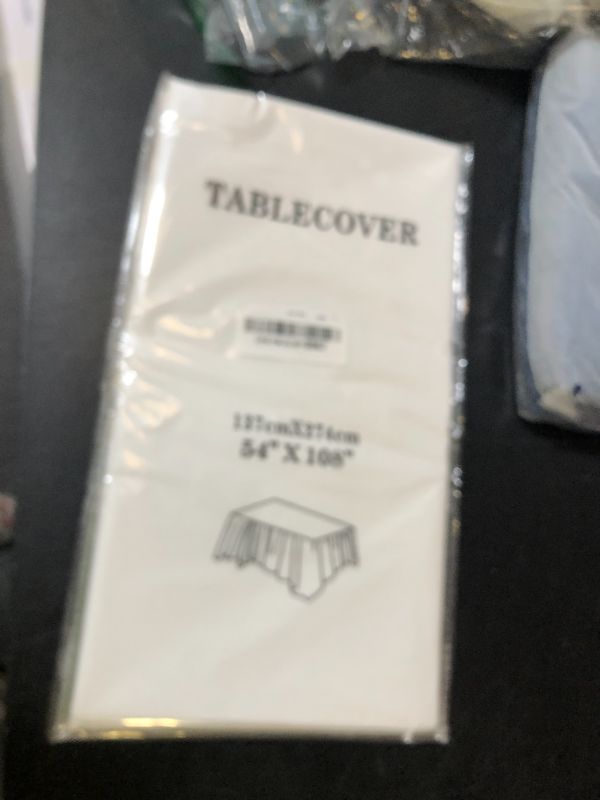 TABLECOVER
137cmX274cm
54" X 108"